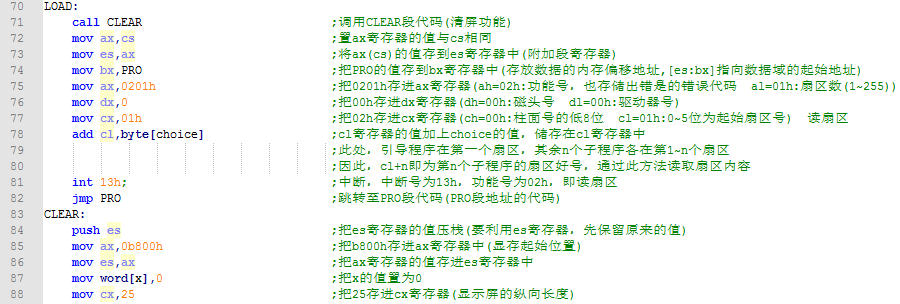 70 LOAD:
71 call CLEAR ;调用CLEAR段代码(清屏功能)
72 mov ax,cs ;置ax寄存器的值与cs相同
73 mov es,ax ;将ax(cs)的值存到es寄存器中(附加段寄存器)
74 mov bx,PRO ;把PRO的值存到bx寄存器中(存放数据的内存偏移地址,[es:bx]指向数据域的起始地址)
75 mov ax,0201h ;把0201h存进ax寄存器(ah=02h:功能号，也存储出错是的错误代码 al=01h:扇区数(1~255))
76 mov dx,0 ;把00h存进dx寄存器(dh=00h:磁头号 dl=00h:驱动器号)
77 mov cx,01h ;把02h存进cx寄存器(ch=00h:柱面号的低8位 cl=01h:0~5位为起始扇区号) 读扇区
78 add cl,byte[choice] ;cl寄存器的值加上choice的值，储存在cl寄存器中
79 ;此处，引导程序在第一个扇区，其余n个子程序各在第1~n个扇区
80 ;因此，cl+n即为第n个子程序的扇区好号，通过此方法读取扇区内容
81 int 13h; ;中断，中断号为13h，功能号为02h，即读扇区
82 jmp PRO ;跳转至PRO段代码(PRO段地址的代码)
83 CLEAR:
84 push es ;把es寄存器的值压栈(要利用es寄存器，先保留原来的值)
85 mov ax,0b800h ;把b800h存进ax寄存器中(显存起始位置)
86 mov es,ax ;把ax寄存器的值存进es寄存器中
87 mov word[x],0 ;把x的值置为0
88 mov cx,25 ;把25存进cx寄存器(显示屏的纵向长度)